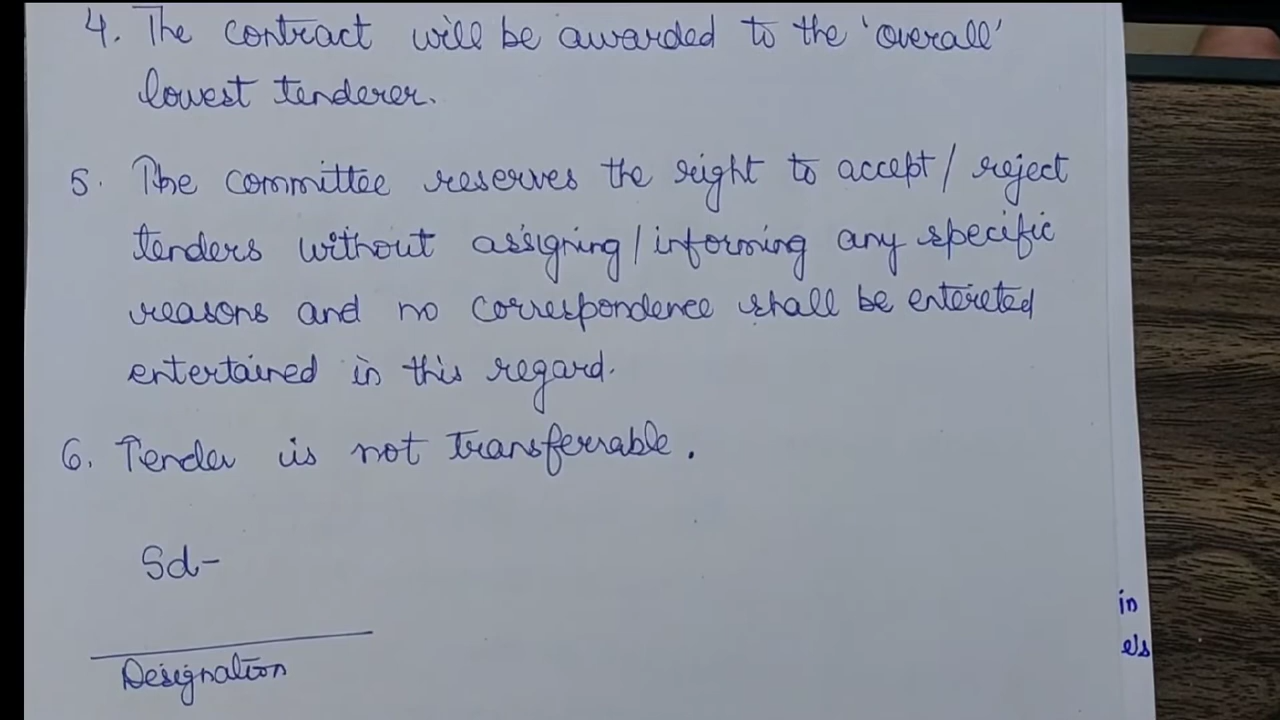 4. The contract will be awarded to the 'overall'
lowest tenderer.
5. The committee reserves the right to accept/ reject
tenders without assigning/informing any specific
reasons and no correspondence shall be entereted
entertained in this regard.
6. Tender is not transferrable.
Sd-
Designation
in
e's